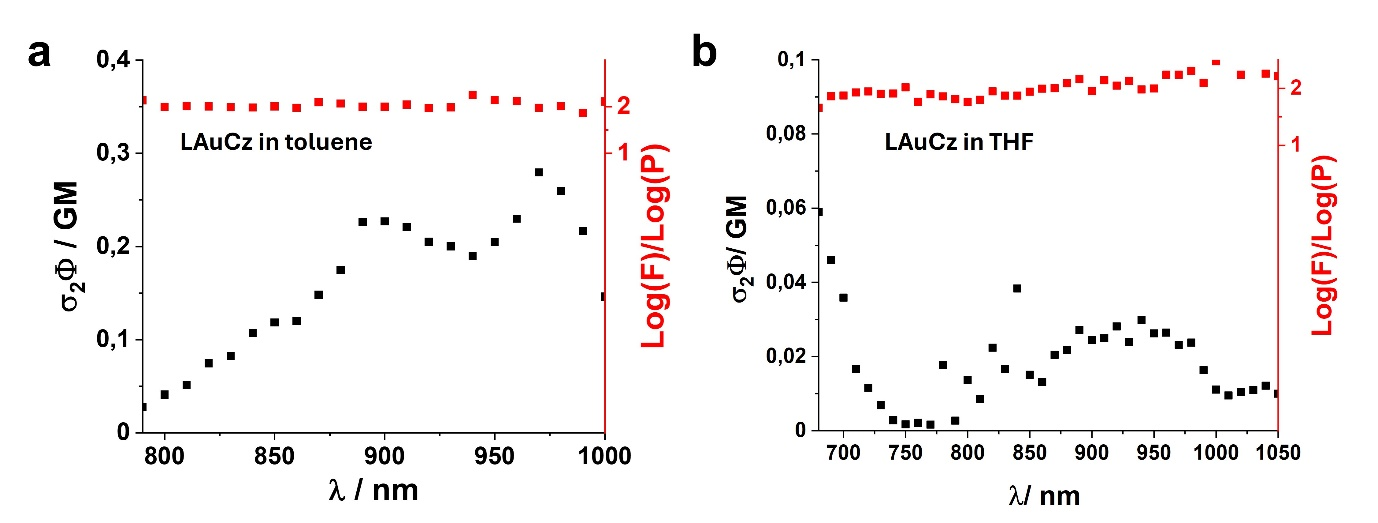 a
0,4
0,3
0,2
0,1
0
σ2Φ / GM
LAuCz in toluene
2
1
Log(F)/Log(P)
800 850 900 950 1000
λ / nm
b
0,1
0,08
0,06
0,04
0,02
0
σ2Φ/ GM
LAuCz in THF
2
1
Log(F)/Log(P)
700 750 800 850 900 950 1000 1050
λ/ nm